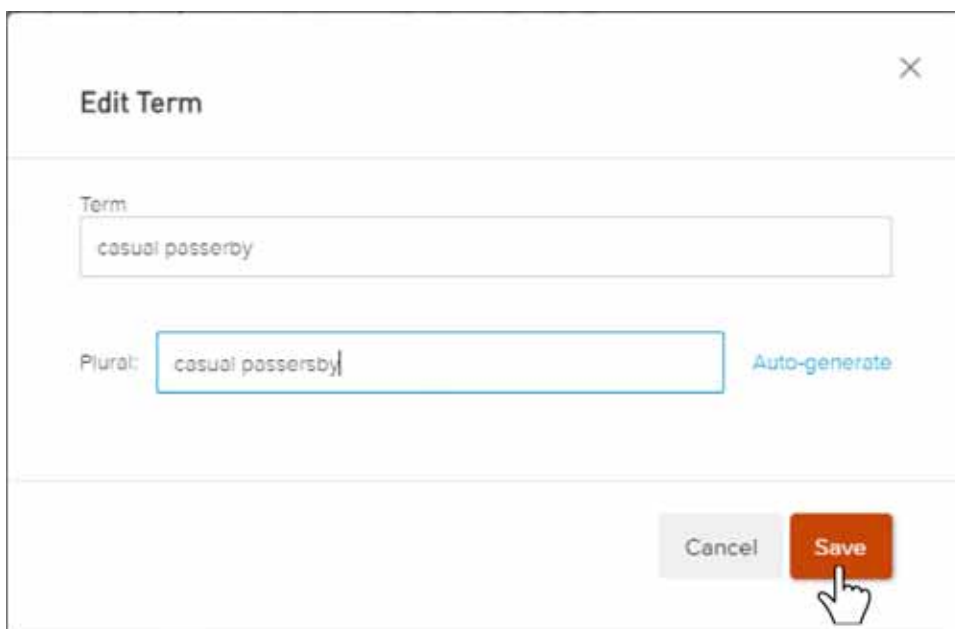 Edit Term
Term
casual passerby
Plural: casual passersby Auto-generate
Cancel Save